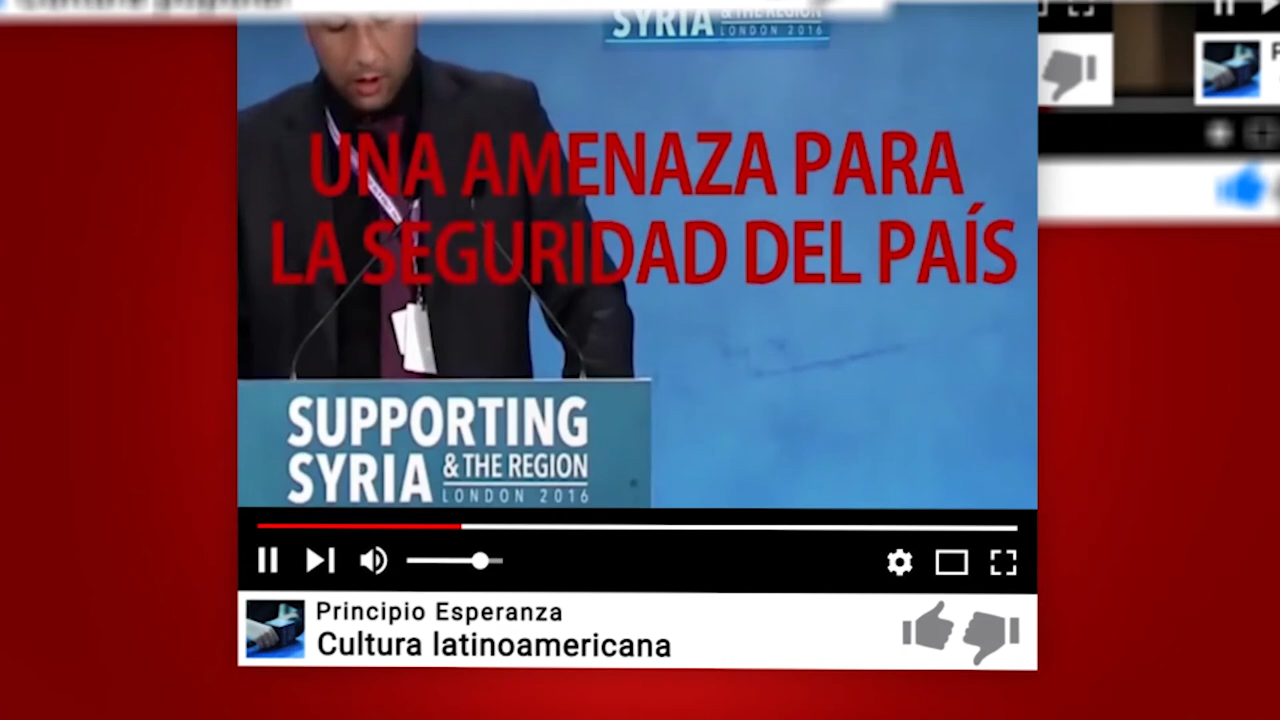 SYRIA & THE REGION
LONDON 2016
UNA AMENAZA PARA
LA SEGURIDAD DEL PAÍS
SUPPORTING
SYRIA & THE REGION
LONDON 2016
Principio Esperanza
Cultura latinoamericana